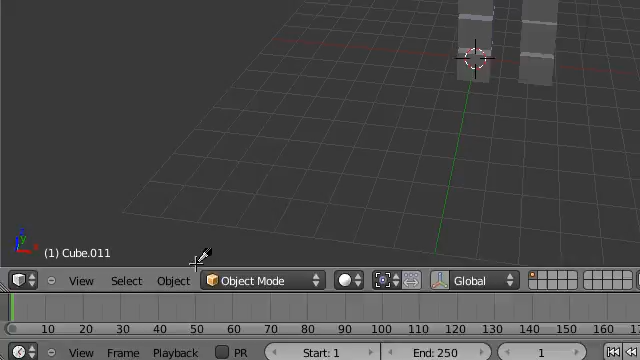 (1) Cube.011
View Select Object Object Mode Global
10 20 30 40 50 60 70 80 90 100 110 120 130 140 150 160 17
View Frame Playback PR Start: 1 End: 250 1